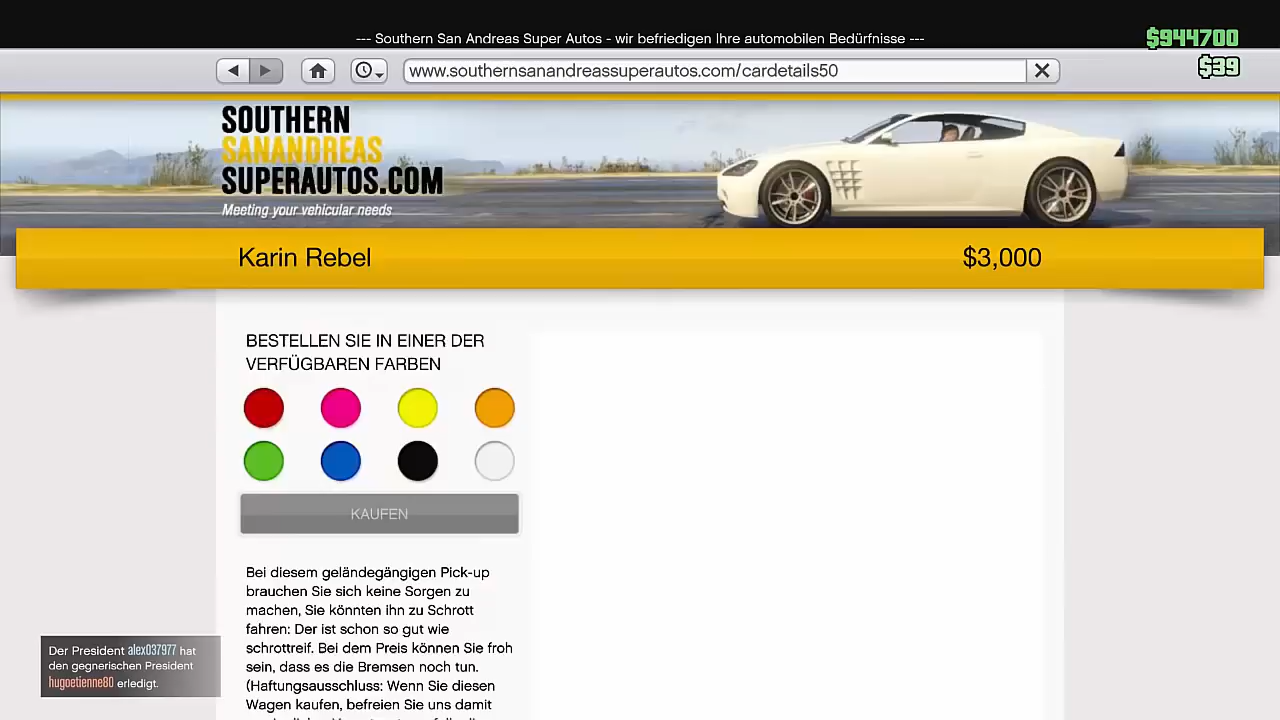 --- Southern San Andreas Super Autos - wir befriedigen Ihre automobilen Bedürfnisse ---
$944700
$39
www.southernsanandreassuperautos.com/cardetails50
SOUTHERN
SANANDREAS
SUPERAUTOS.COM
Meeting your vehicular needs
Karin Rebel
$3,000
BESTELLEN SIE IN EINER DER
VERFÜGBAREN FARBEN
KAUFEN
Bei diesem geländegängigen Pick-up
brauchen Sie sich keine Sorgen zu
machen, Sie könnten ihn zu Schrott
fahren: Der ist schon so gut wie
schrottreif. Bei dem Preis können Sie froh
sein, dass es die Bremsen noch tun.
(Haftungsausschluss: Wenn Sie diesen
Wagen kaufen, befreien Sie uns damit
Der President alex037977 hat
den gegnerischen President
hugoetienne80 erledigt.